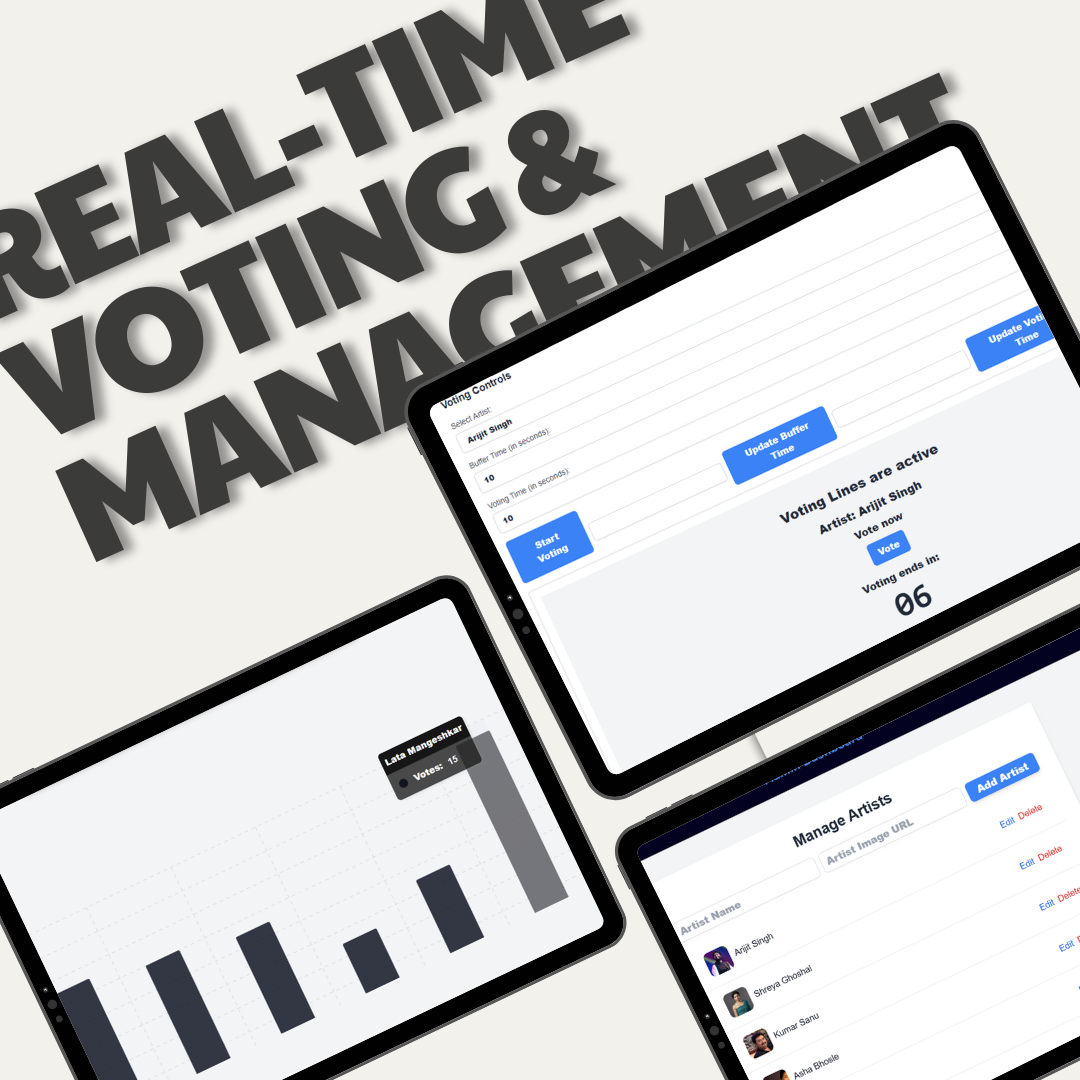 REAL-TIME
VOTING &
MANAGEMENT
Voting Controls
Select Artist:
Arijit Singh
Buffer Time (in seconds):
10
Voting Time (in seconds):
10
Start
Voting
Update Buffer
Time
Update Voti
Time
Voting Lines are active
Artist: Arijit Singh
Vote now
Vote
Voting ends in:
06
Lata Mangeshkar
Votes: 15
Manage Artists
Artist Name
Artist Image URL
Add Artist
Arijit Singh
Edit Delete
Shreya Ghoshal
Edit Delete
Kumar Sanu
Edit Delete
Asha Bhosle
Edit